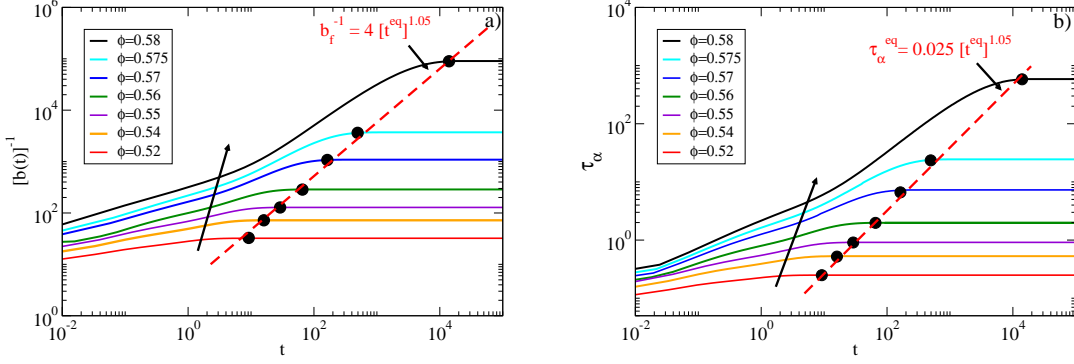 a)
b_f^-1 = 4 [t^eq]^1.05
ϕ=0.58
ϕ=0.575
ϕ=0.57
ϕ=0.56
ϕ=0.55
ϕ=0.54
ϕ=0.52
[b(t)]^-1
10^6
10^4
10^2
10^0
10^-2
10^0
10^2
10^4
t
b)
τ_α^eq = 0.025 [t^eq]^1.05
ϕ=0.58
ϕ=0.575
ϕ=0.57
ϕ=0.56
ϕ=0.55
ϕ=0.54
ϕ=0.52
τ_α
10^4
10^2
10^0
10^-2
10^0
10^2
10^4
t